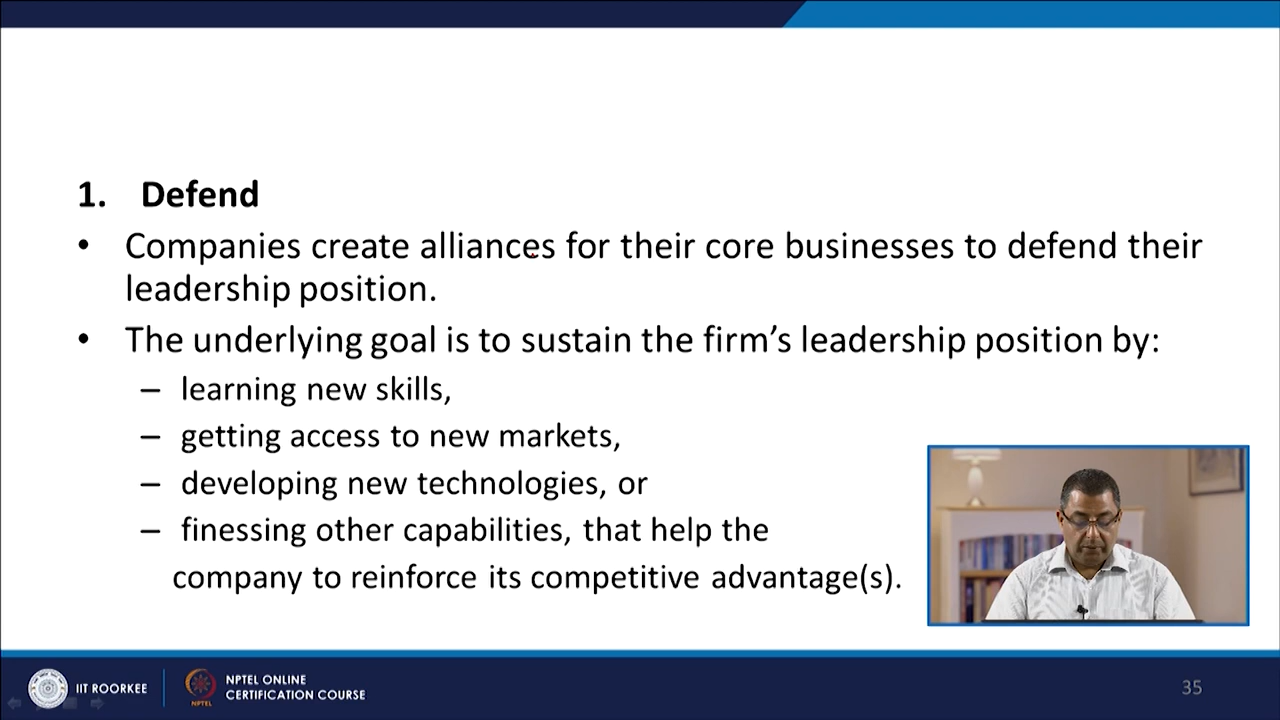 1. Defend
• Companies create alliances for their core businesses to defend their
leadership position.
• The underlying goal is to sustain the firm’s leadership position by:
– learning new skills,
– getting access to new markets,
– developing new technologies, or
– finessing other capabilities, that help the
company to reinforce its competitive advantage(s).
IIT ROORKEE
NPTEL
NPTEL ONLINE
CERTIFICATION COURSE
35